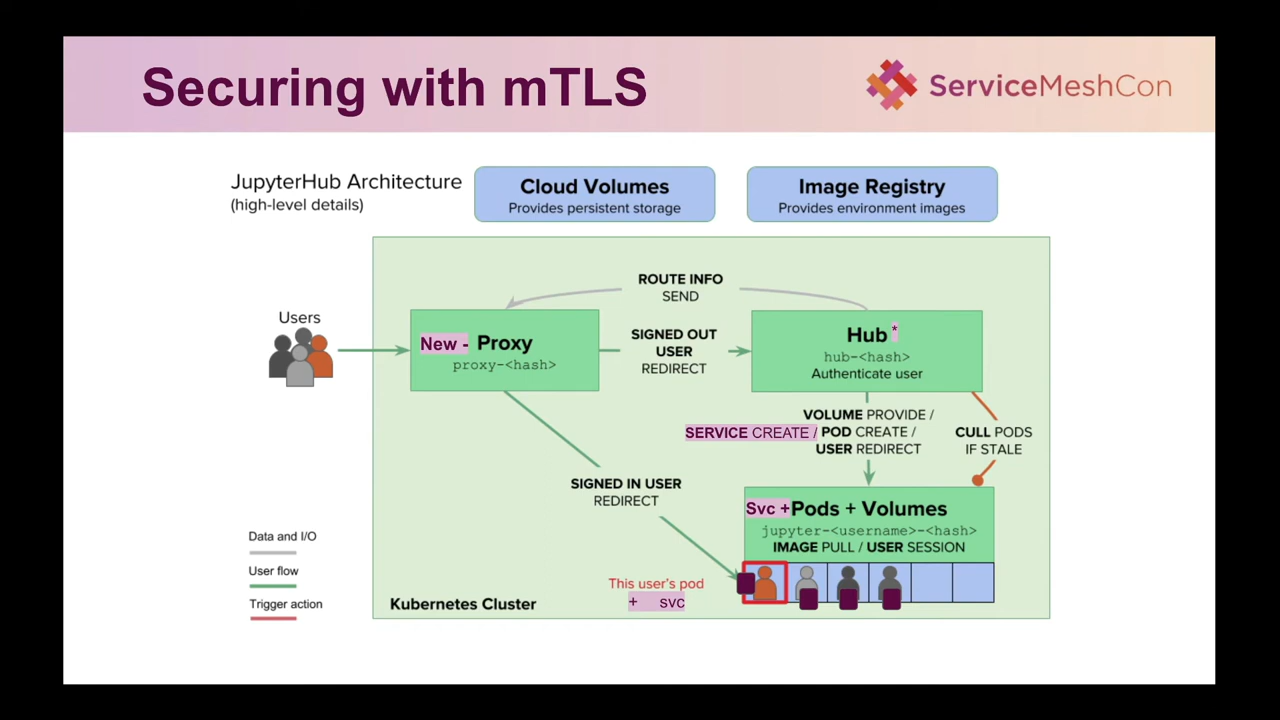 Securing with mTLS
ServiceMeshCon
JupyterHub Architecture
(high-level details)
Cloud Volumes
Provides persistent storage
Image Registry
Provides environment images
ROUTE INFO
SEND
Users
New - Proxy
proxy-<hash>
SIGNED OUT
USER
REDIRECT
Hub *
hub-<hash>
Authenticate user
SERVICE CREATE /
VOLUME PROVIDE /
POD CREATE /
USER REDIRECT
CULL PODS
IF STALE
SIGNED IN USER
REDIRECT
Svc +Pods + Volumes
jupyter-<username>-<hash>
IMAGE PULL / USER SESSION
This user's pod
+ svc
Data and I/O
User flow
Trigger action
Kubernetes Cluster